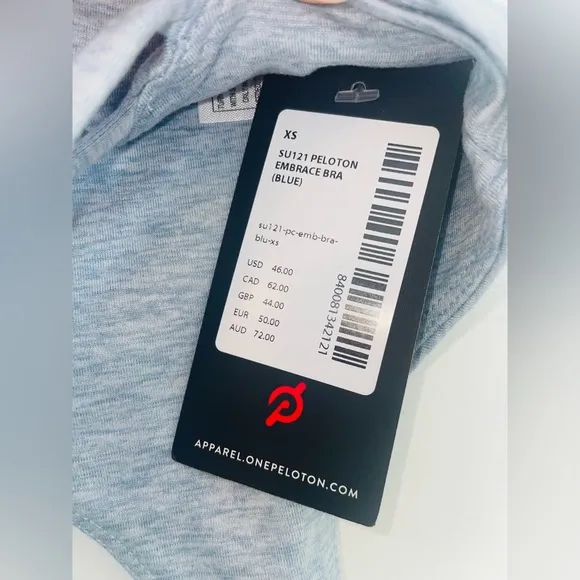 XS
SU121 PELOTON
EMBRACE BRA
(BLUE)
su121-pc-emb-bra-
blu-xs
USD 46.00
CAD 62.00
GBP 44.00
EUR 50.00
AUD 72.00
840081342121
APPAREL.ONEPELOTON.COM